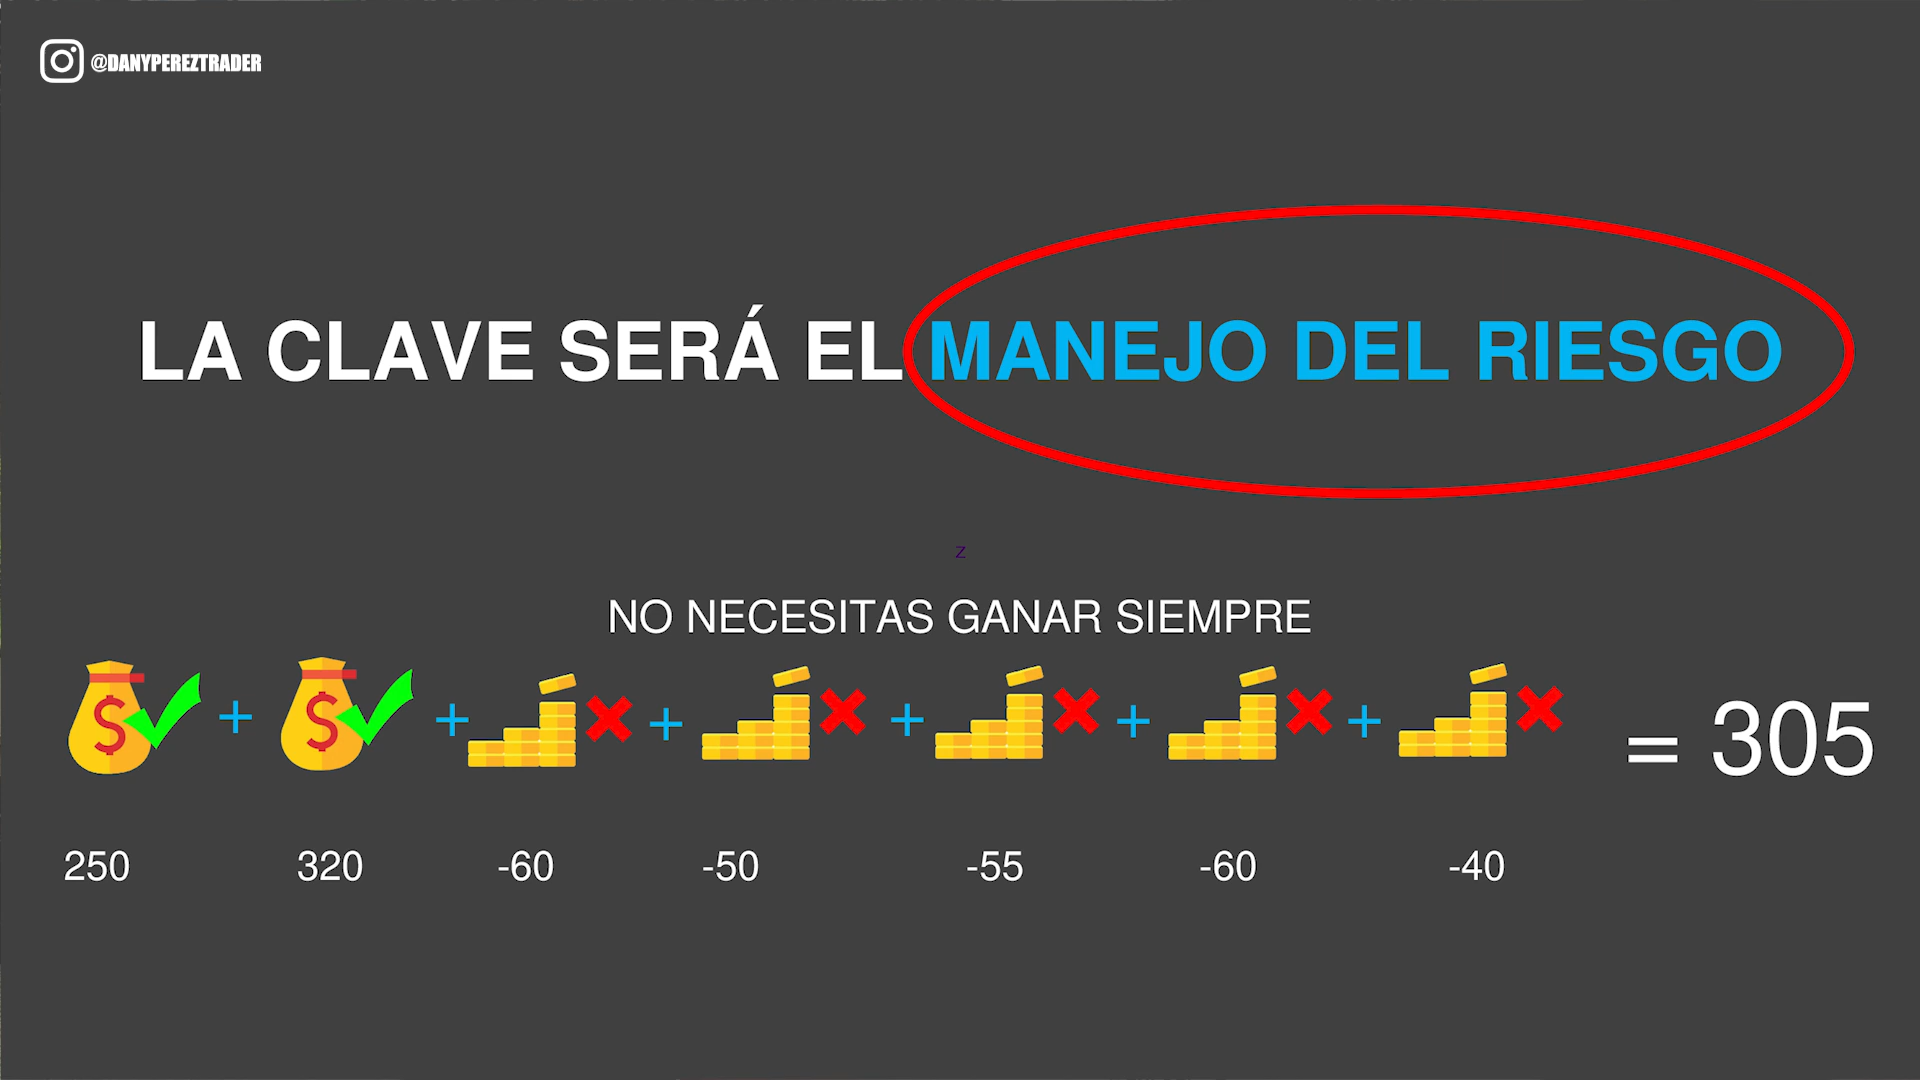 @DANYPEREZTRADER
LA CLAVE SERÁ EL MANEJO DEL RIESGO
z
NO NECESITAS GANAR SIEMPRE
$ + $ + + + + + = 305
250 320 -60 -50 -55 -60 -40